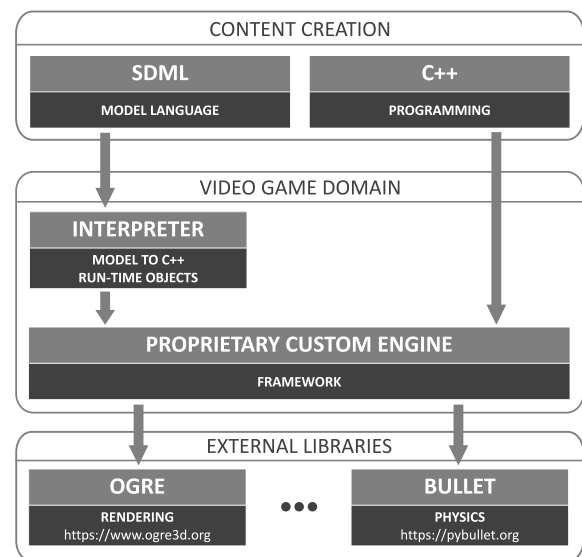 CONTENT CREATION
SDML
MODEL LANGUAGE
C++
PROGRAMMING
VIDEO GAME DOMAIN
INTERPRETER
MODEL TO C++
RUN-TIME OBJECTS
PROPRIETARY CUSTOM ENGINE
FRAMEWORK
EXTERNAL LIBRARIES
OGRE
RENDERING
https://www.ogre3d.org
BULLET
PHYSICS
https://pybullet.org